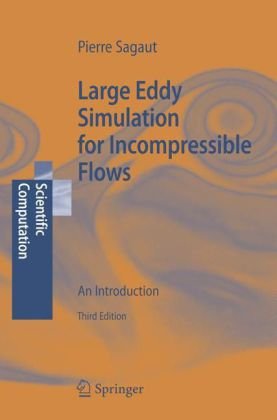 Pierre Sagaut
Large Eddy
Simulation
for Incompressible
Flows
Scientific
Computation
An Introduction
Third Edition
Springer